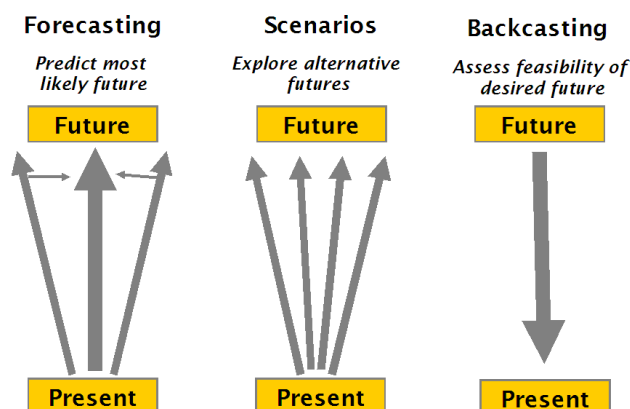 Forecasting
Predict most
likely future
Future
Present
Scenarios
Explore alternative
futures
Future
Present
Backcasting
Assess feasibility of
desired future
Future
Present